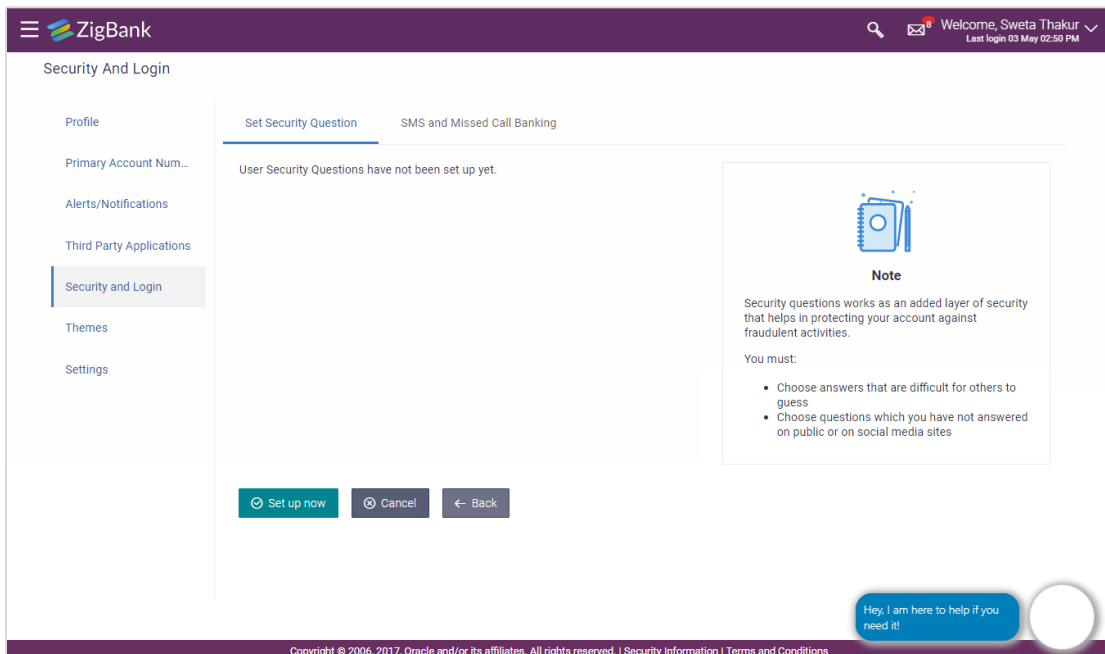 ZigBank
8
Welcome, Sweta Thakur
Last login 03 May 02:50 PM
Security And Login
Profile
Primary Account Num...
Alerts/Notifications
Third Party Applications
Security and Login
Themes
Settings
Set Security Question
SMS and Missed Call Banking
User Security Questions have not been set up yet.
Note
Security questions works as an added layer of security
that helps in protecting your account against
fraudulent activities.
You must:
• Choose answers that are difficult for others to
guess
• Choose questions which you have not answered
on public or on social media sites
Set up now
Cancel
← Back
Hey, I am here to help if you
need it!
Copyright © 2006, 2017, Oracle and/or its affiliates. All rights reserved. | Security Information | Terms and Conditions